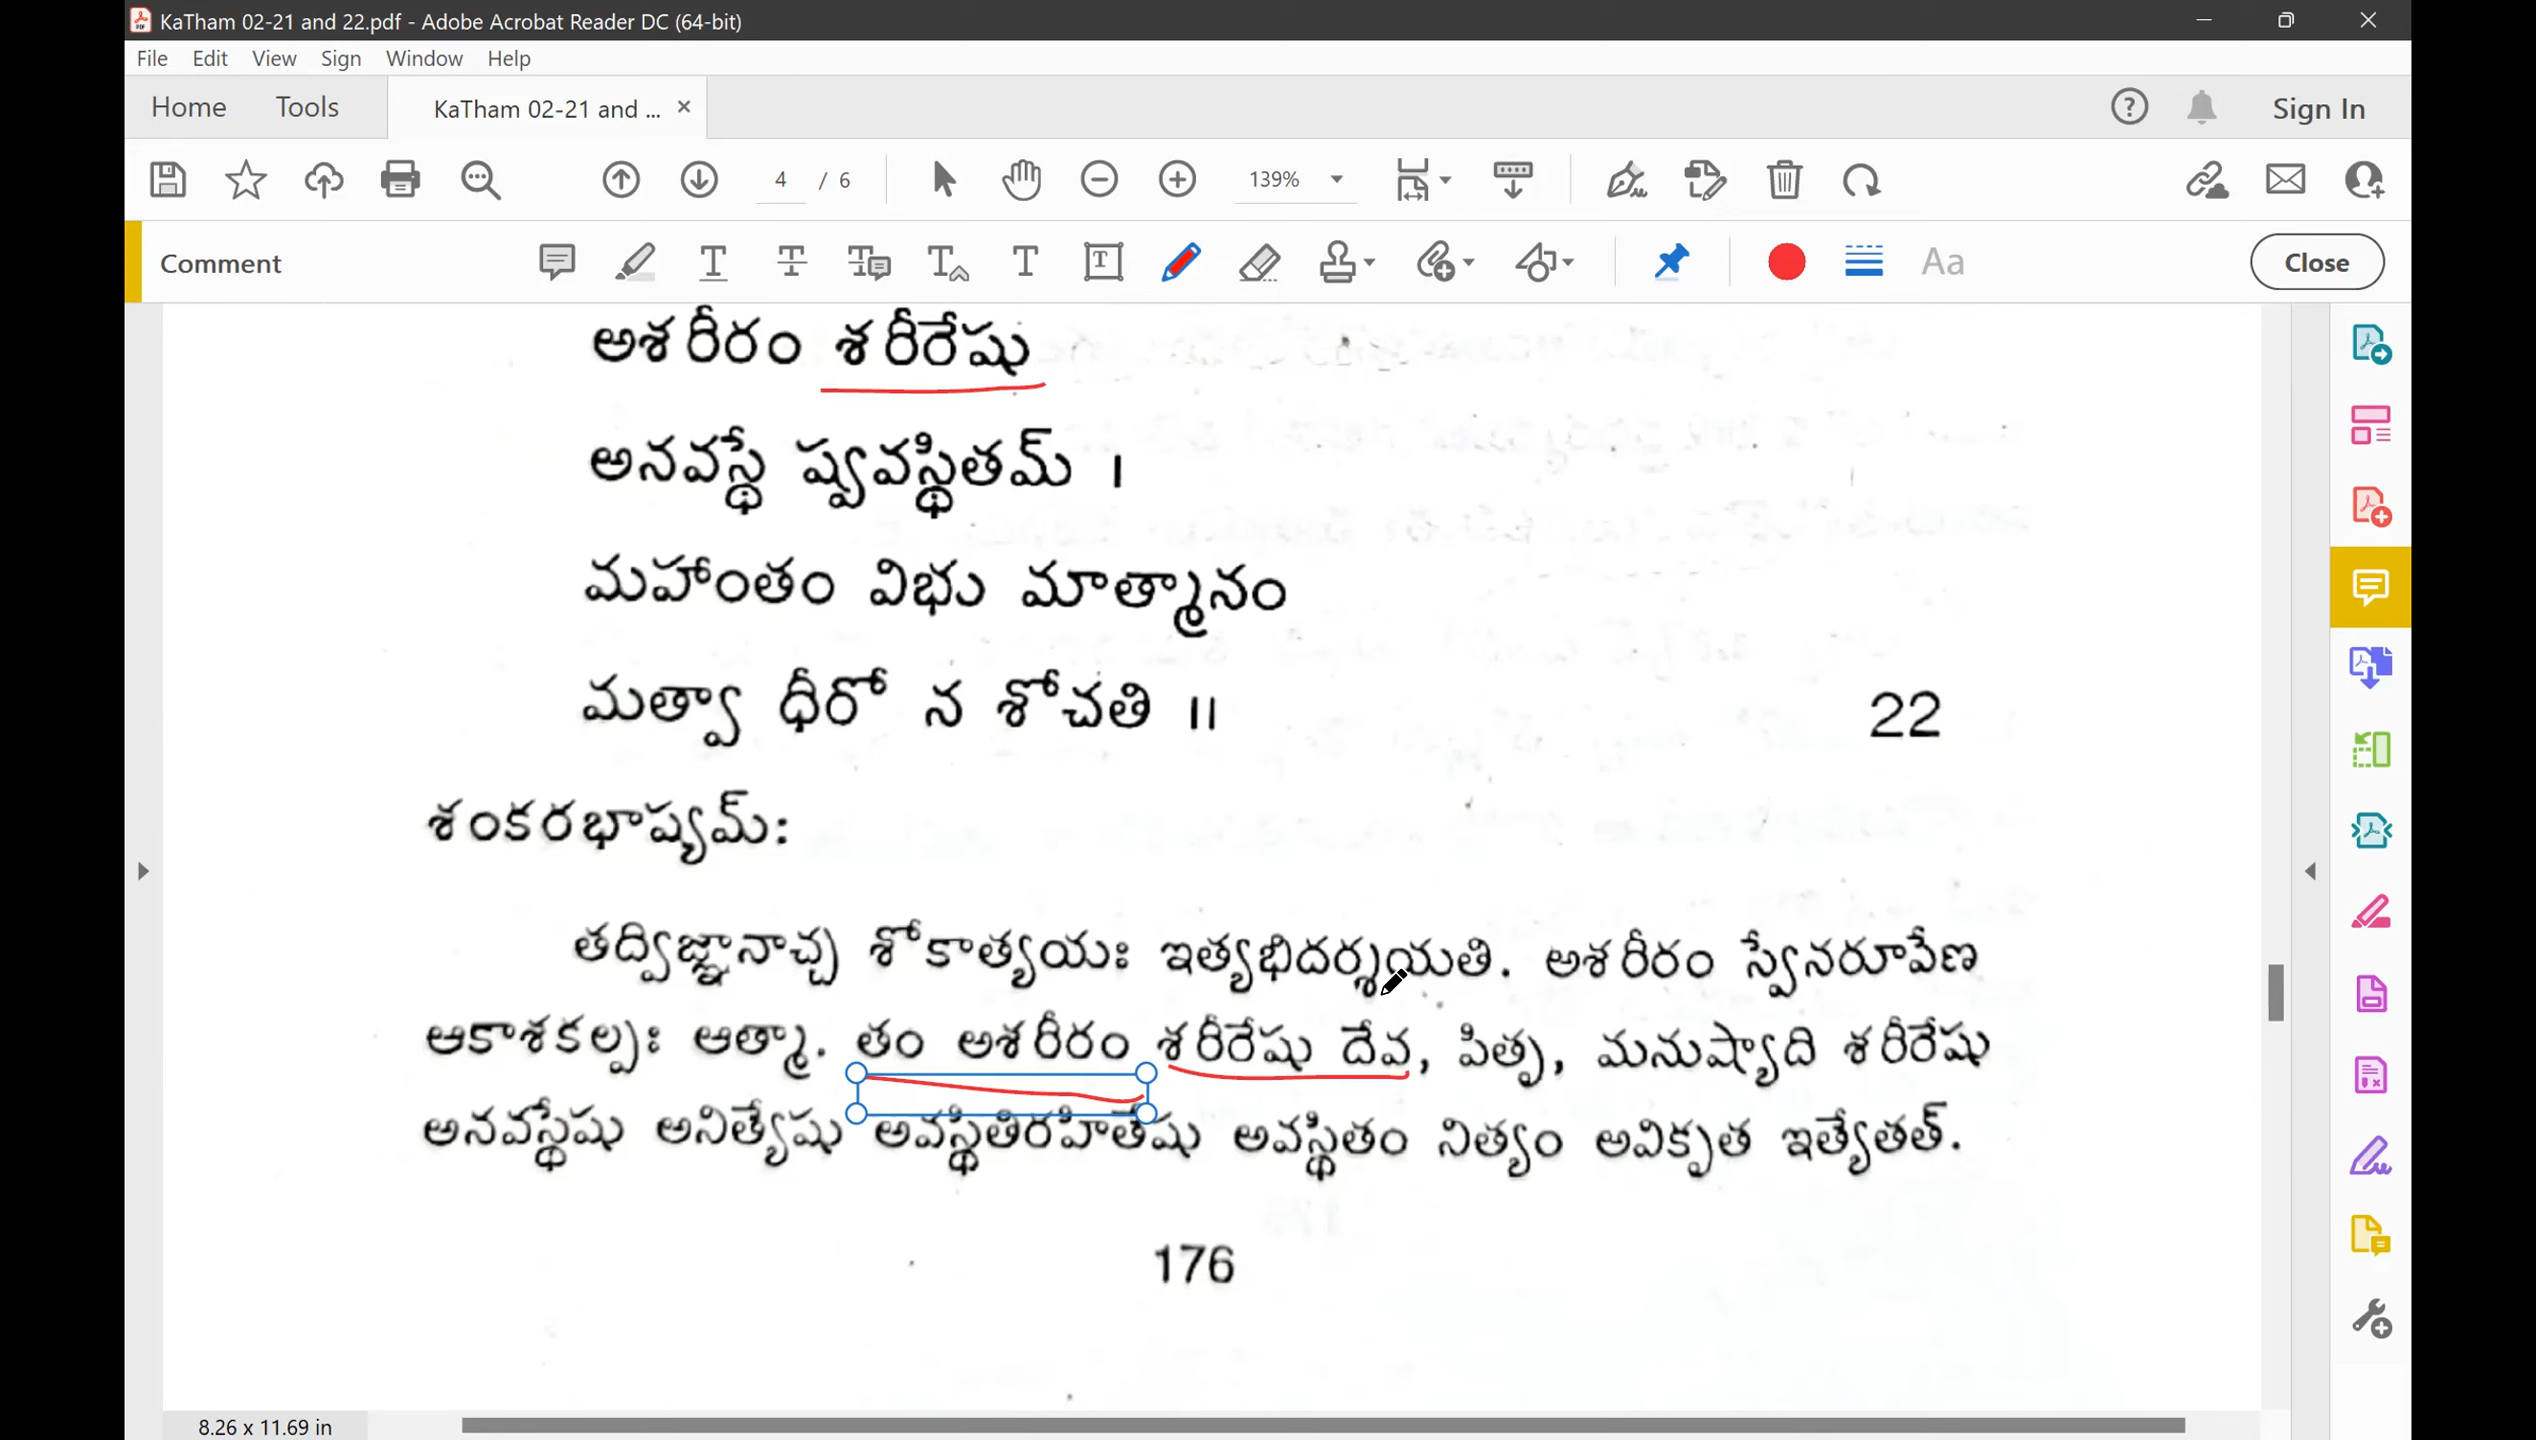 KaTham 02-21 and 22.pdf - Adobe Acrobat Reader DC (64-bit)
File Edit View Sign Window Help
Home Tools KaTham 02-21 and ... × Sign In
4 / 6 139%
Comment Aa Close
అశరీరం శరీరేషు
అనవస్థే ష్వవస్థితమ్ ।
మహాంతం విభు మాత్మానం
మత్వా ధీరో న శోచతి ॥ 22
శంకరభాష్యమ్:
తద్విజ్ఞానాచ్చ శోకాత్యయః ఇత్యభిదర్శయతి. అశరీరం స్వేనరూపేణ
ఆకాశకల్పః ఆత్మా. తం అశరీరం శరీరేషు దేవ, పితృ, మనుష్యాది శరీరేషు
అనవస్థేషు అనిత్యేషు అవస్థితిరహితేషు అవస్థితం నిత్యం అవికృత ఇత్యేతత్.
176
8.26 x 11.69 in